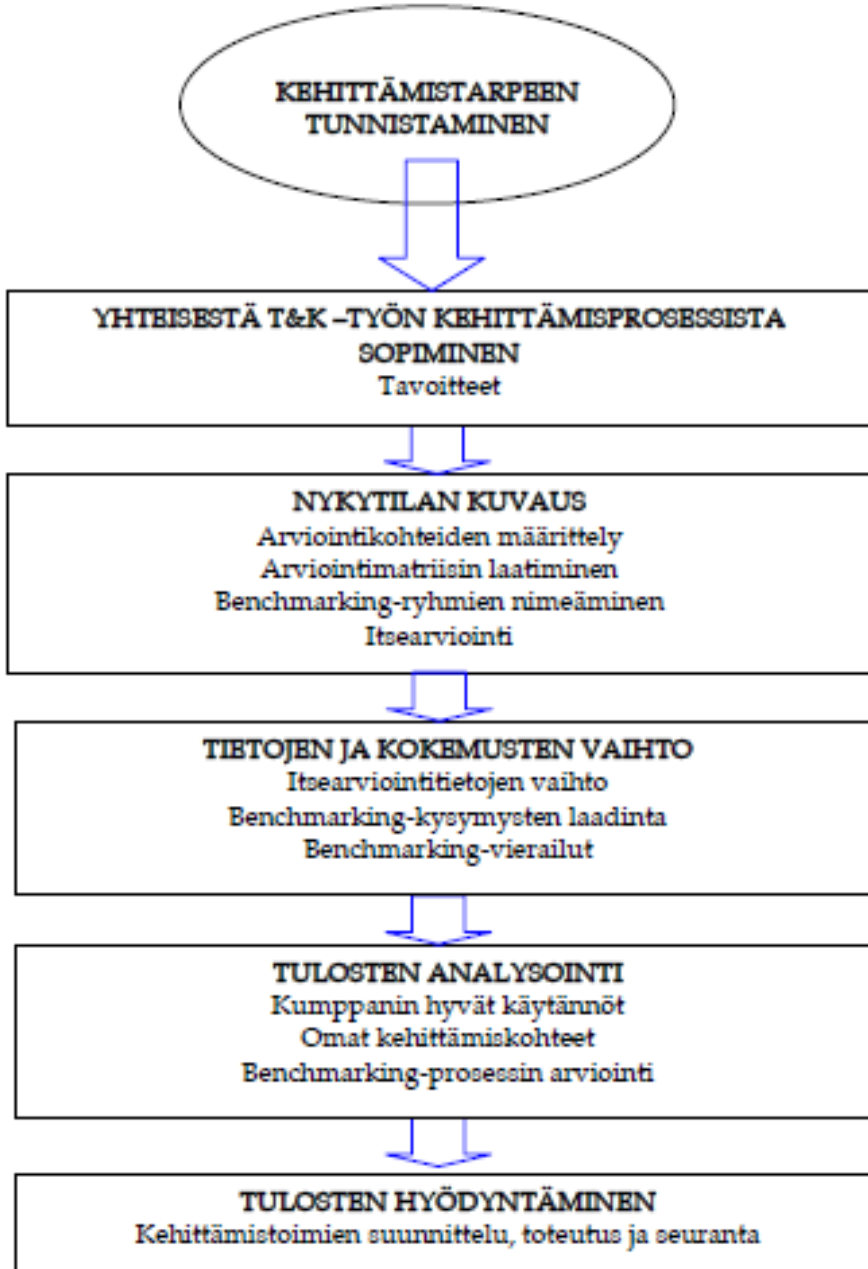 KEHITTÄMISTARPEEN
TUNNISTAMINEN
YHTEISESTÄ T&K –TYÖN KEHITTÄMISPROSESSISTA
SOPIMINEN
Tavoitteet
NYKYTILAN KUVAUS
Arviointikohteiden määrittely
Arviointimatriisin laatiminen
Benchmarking-ryhmien nimeäminen
Itsearviointi
TIETOJEN JA KOKEMUSTEN VAIHTO
Itsearviointitietojen vaihto
Benchmarking-kysymysten laadinta
Benchmarking-vierailut
TULOSTEN ANALYSOINTI
Kumppanin hyvät käytännöt
Omat kehittämiskohteet
Benchmarking-prosessin arviointi
TULOSTEN HYÖDYNTÄMINEN
Kehittämistoimien suunnittelu, toteutus ja seuranta